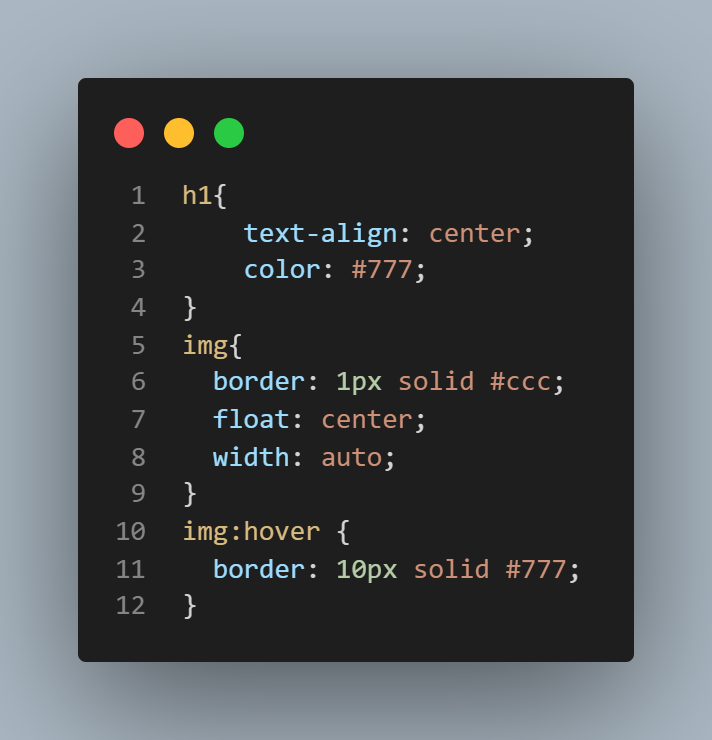 1 h1{
2     text-align: center;
3     color: #777;
4 }
5 img{
6   border: 1px solid #ccc;
7   float: center;
8   width: auto;
9 }
10 img:hover {
11   border: 10px solid #777;
12 }